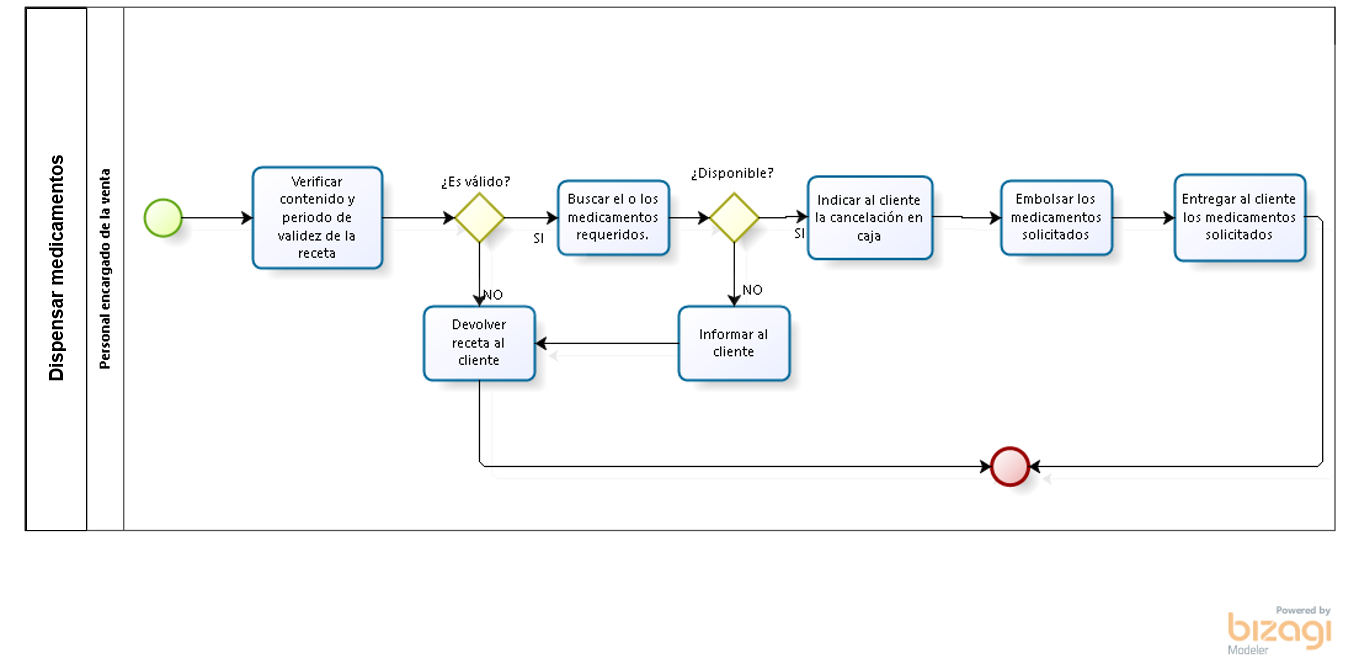 Dispensar medicamentos
Personal encargado de la venta
Verificar
contenido y
periodo de
validez de la
receta
¿Es válido?
SI
NO
Buscar el o los
medicamentos
requeridos.
¿Disponible?
SI
NO
Indicar al cliente
la cancelación en
caja
Embolsar los
medicamentos
solicitados
Entregar al cliente
los medicamentos
solicitados
Devolver
receta al
cliente
Informar al
cliente
Powered by
bizagi
Modeler